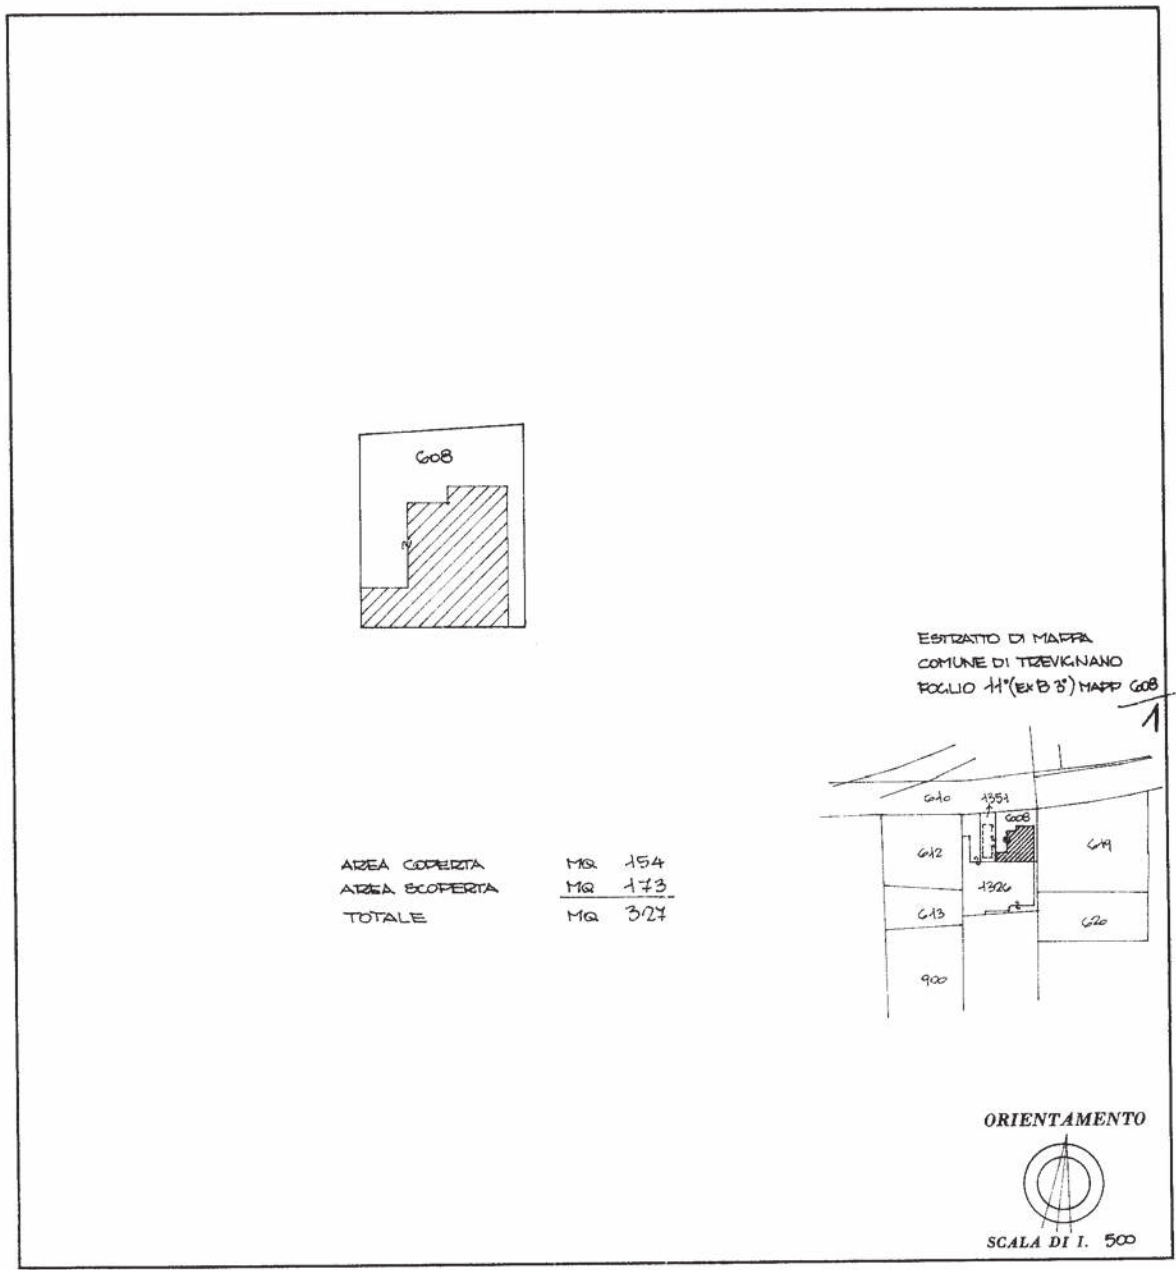 608
2
ESTRATTO DI MAPPA
COMUNE DI TREVIGNANO
FOGLIO 11°(EX B 3°) MAPP 608
1
610 1351
608
612 619
1326
613 620
900
AREA COPERTA MQ 154
AREA SCOPERTA MQ 173
TOTALE MQ 327
ORIENTAMENTO
SCALA DI I. 500